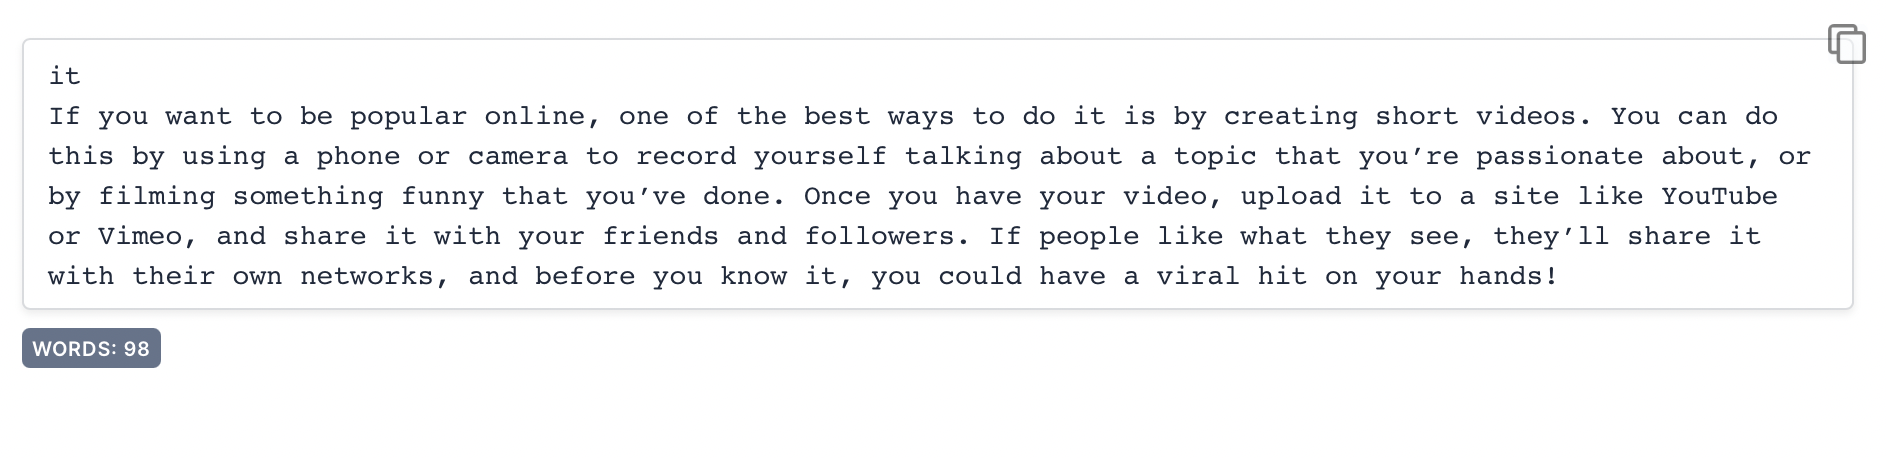 it
If you want to be popular online, one of the best ways to do it is by creating short videos. You can do
this by using a phone or camera to record yourself talking about a topic that you’re passionate about, or
by filming something funny that you’ve done. Once you have your video, upload it to a site like YouTube
or Vimeo, and share it with your friends and followers. If people like what they see, they’ll share it
with their own networks, and before you know it, you could have a viral hit on your hands!
WORDS: 98